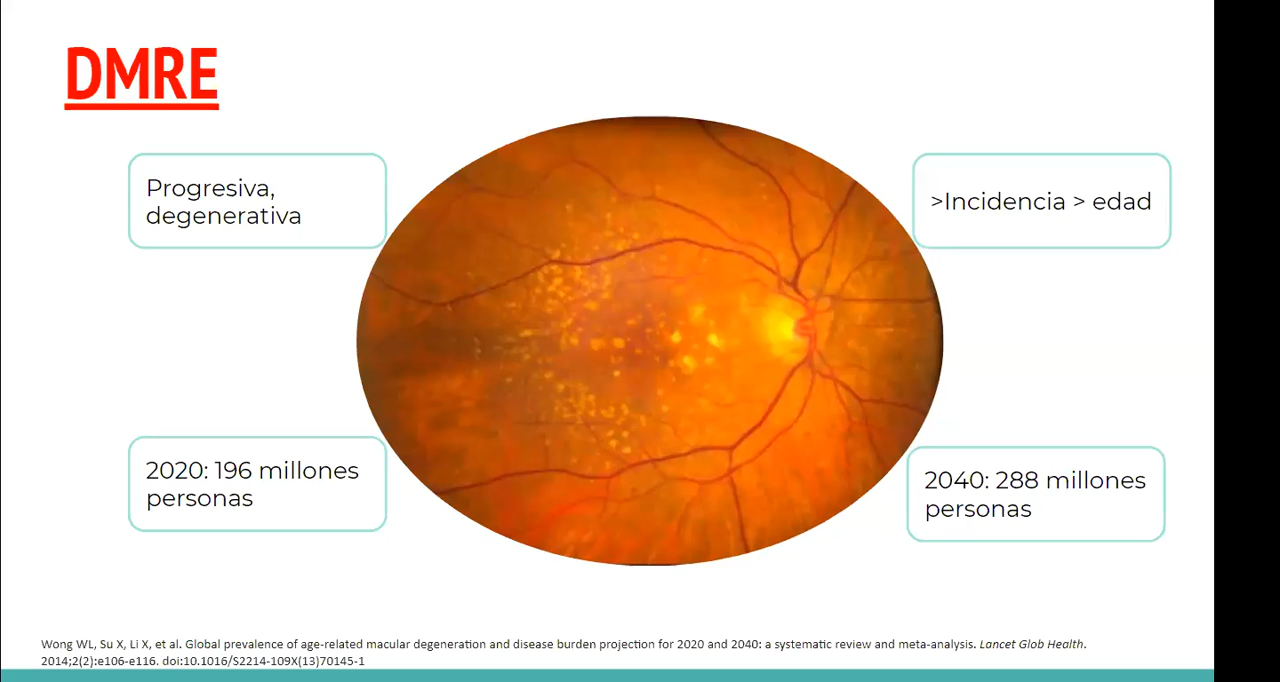 DMRE
Progresiva,
degenerativa
>Incidencia > edad
2020: 196 millones
personas
2040: 288 millones
personas
Wong WL, Su X, Li X, et al. Global prevalence of age-related macular degeneration and disease burden projection for 2020 and 2040: a systematic review and meta-analysis. Lancet Glob Health.
2014;2(2):e106-e116. doi:10.1016/S2214-109X(13)70145-1